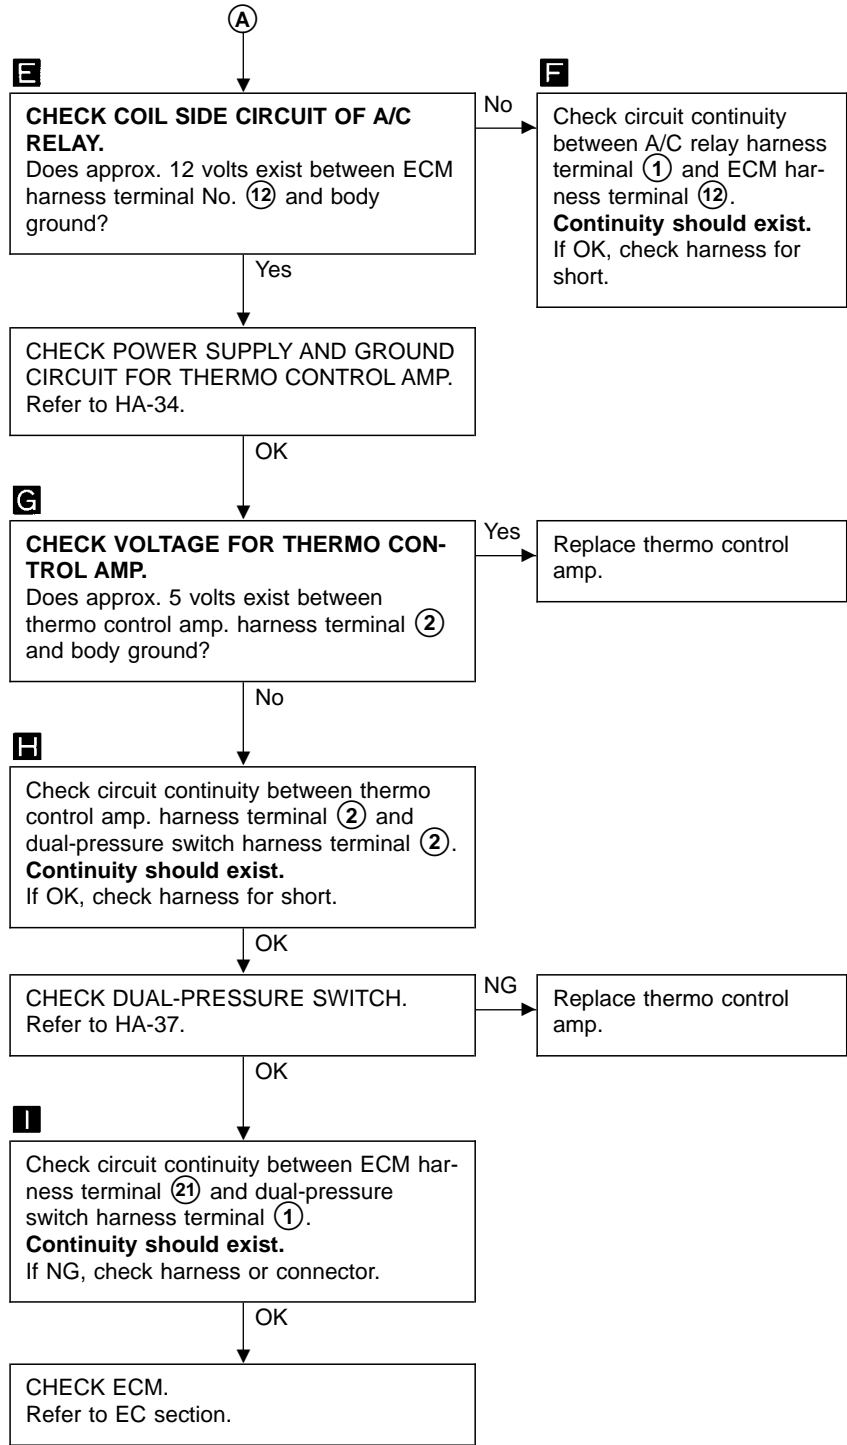 A
E
CHECK COIL SIDE CIRCUIT OF A/C
RELAY.
Does approx. 12 volts exist between ECM
harness terminal No. ⑫ and body
ground?
No
F
Check circuit continuity
between A/C relay harness
terminal ① and ECM har-
ness terminal ⑫.
Continuity should exist.
If OK, check harness for
short.
Yes
CHECK POWER SUPPLY AND GROUND
CIRCUIT FOR THERMO CONTROL AMP.
Refer to HA-34.
OK
G
CHECK VOLTAGE FOR THERMO CON-
TROL AMP.
Does approx. 5 volts exist between
thermo control amp. harness terminal ②
and body ground?
Yes
Replace thermo control
amp.
No
H
Check circuit continuity between thermo
control amp. harness terminal ② and
dual-pressure switch harness terminal ②.
Continuity should exist.
If OK, check harness for short.
OK
CHECK DUAL-PRESSURE SWITCH.
Refer to HA-37.
NG
Replace thermo control
amp.
OK
I
Check circuit continuity between ECM har-
ness terminal ㉑ and dual-pressure
switch harness terminal ①.
Continuity should exist.
If NG, check harness or connector.
OK
CHECK ECM.
Refer to EC section.